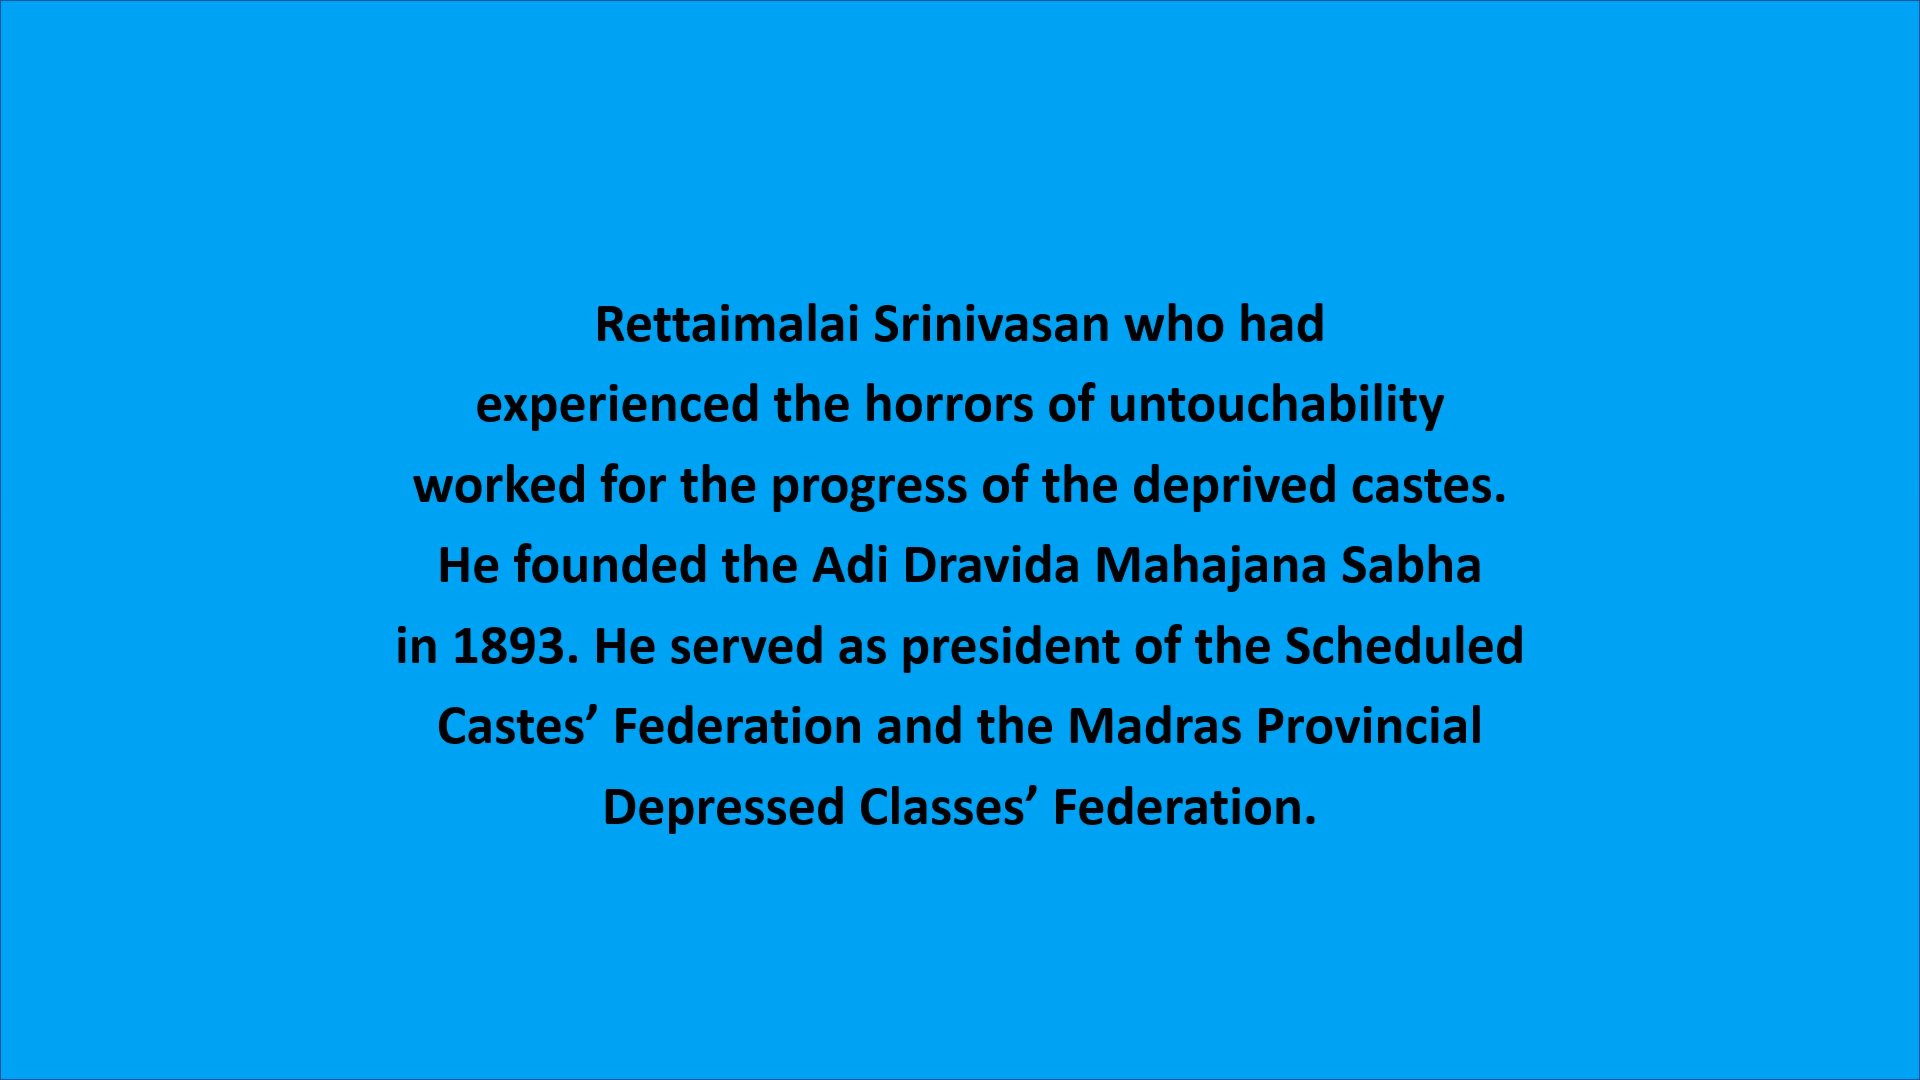 Rettaimalai Srinivasan who had
experienced the horrors of untouchability
worked for the progress of the deprived castes.
He founded the Adi Dravida Mahajana Sabha
in 1893. He served as president of the Scheduled
Castes’ Federation and the Madras Provincial
Depressed Classes’ Federation.